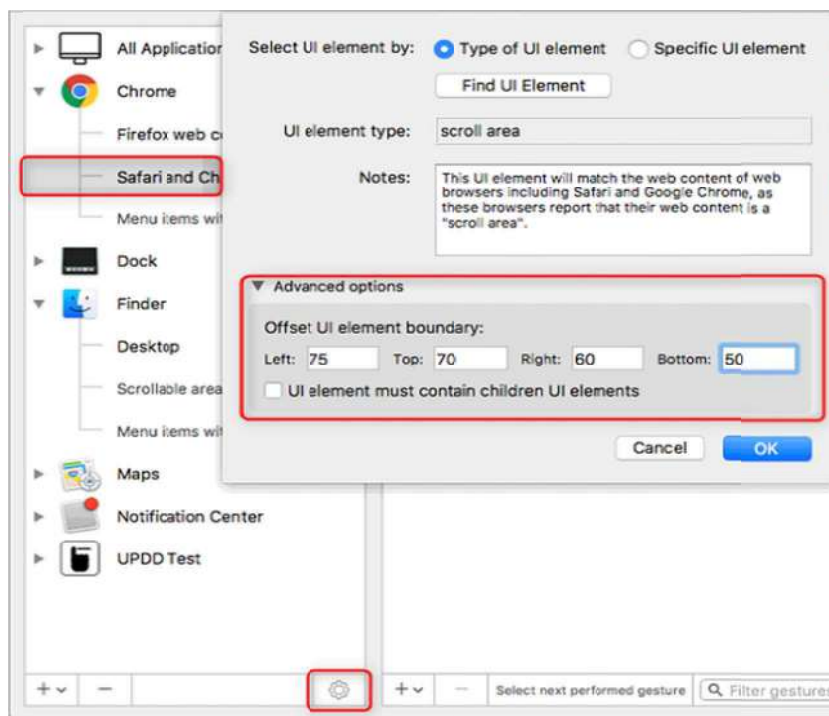 All Application
Chrome
Firefox web c
Safari and Ch
Menu items wit
Dock
Finder
Desktop
Scrollable area
Menu items wit
Maps
Notification Center
UPDD Test
Select UI element by: Type of UI element Specific UI element
Find UI Element
UI element type: scroll area
Notes: This UI element will match the web content of web
browsers including Safari and Google Chrome, as
these browsers report that their web content is a
"scroll area".
Advanced options
Offset UI element boundary:
Left: 75 Top: 70 Right: 60 Bottom: 50
UI element must contain children UI elements
Cancel OK
Select next performed gesture Filter gestures